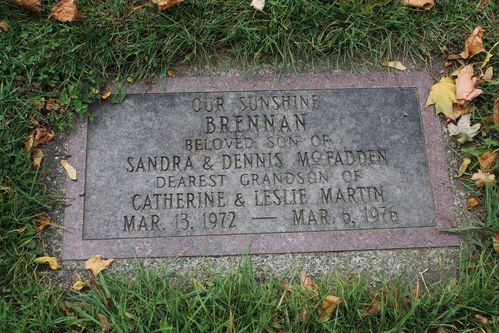 OUR SUNSHINE
BRENNAN
BELOVED SON OF
SANDRA & DENNIS MCFADDEN
DEAREST GRANDSON OF
CATHERINE & LESLIE MARTIN
MAR. 13, 1972 — MAR. 6, 1976